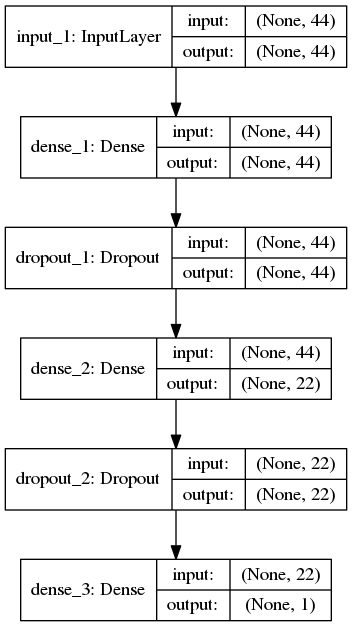 input_1: InputLayer
input: (None, 44)
output: (None, 44)
dense_1: Dense
input: (None, 44)
output: (None, 44)
dropout_1: Dropout
input: (None, 44)
output: (None, 44)
dense_2: Dense
input: (None, 44)
output: (None, 22)
dropout_2: Dropout
input: (None, 22)
output: (None, 22)
dense_3: Dense
input: (None, 22)
output: (None, 1)